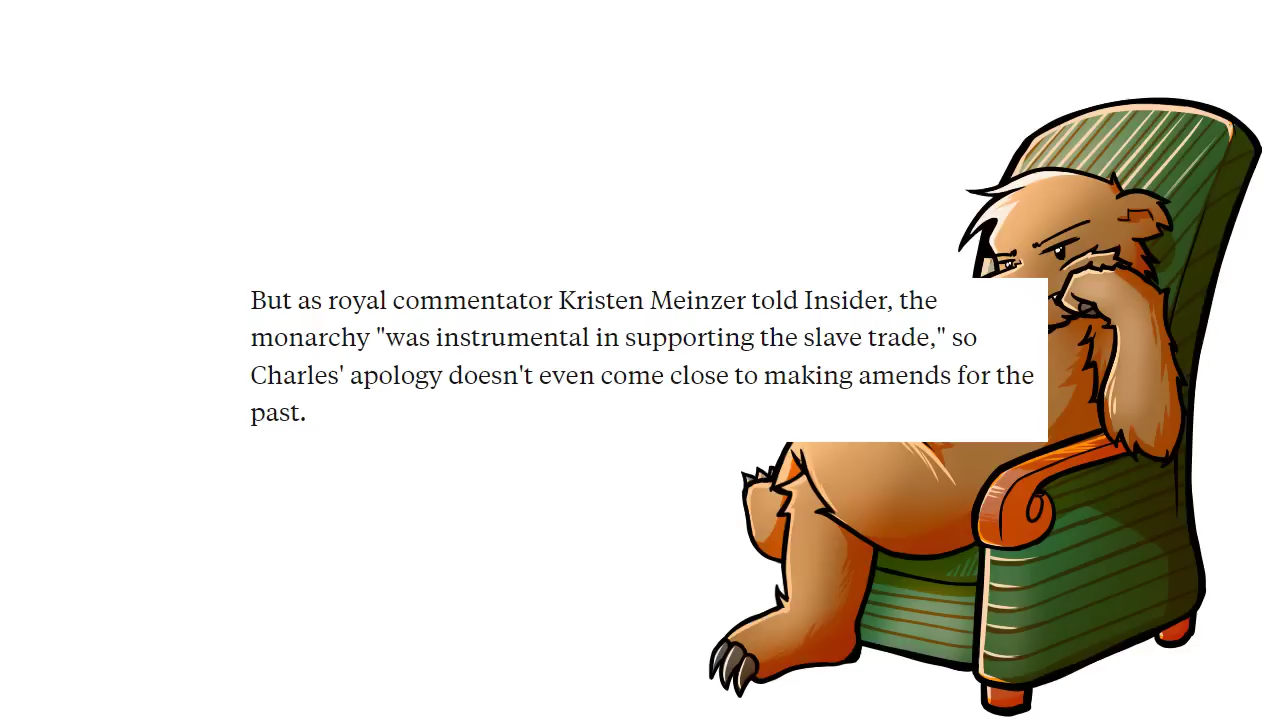 But as royal commentator Kristen Meinzer told Insider, the
monarchy "was instrumental in supporting the slave trade," so
Charles' apology doesn't even come close to making amends for the
past.